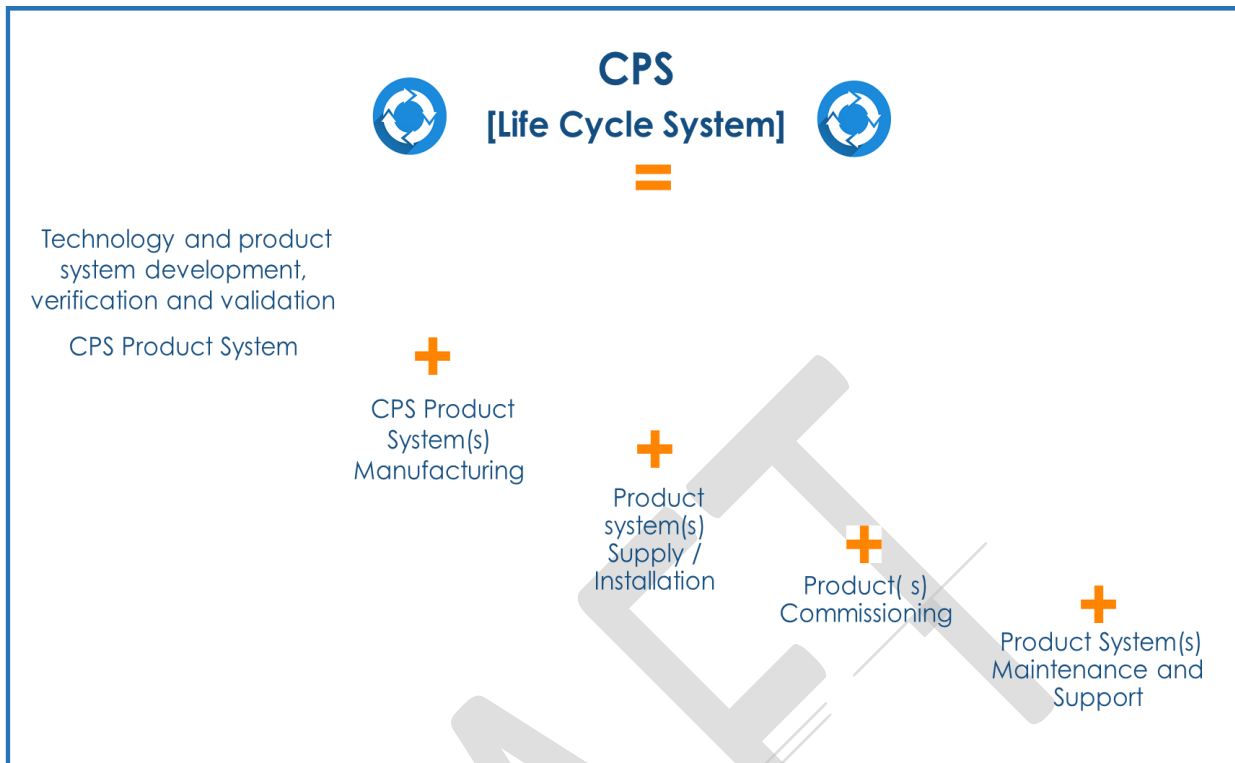 CPS
[Life Cycle System]
=
Technology and product
system development,
verification and validation
CPS Product System
+
CPS Product
System(s)
Manufacturing
+
Product
system(s)
Supply /
Installation
+
Product( s)
Commissioning
+
Product System(s)
Maintenance and
Support